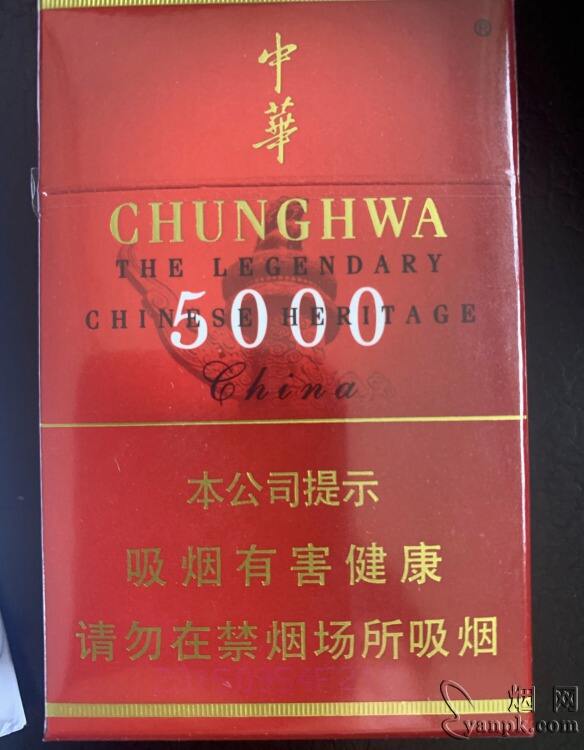 中華
®
CHUNGHWA
THE LEGENDARY
5000
CHINESE HERITAGE
China
本公司提示
吸烟有害健康
请勿在禁烟场所吸烟
烟网
yanpk.com